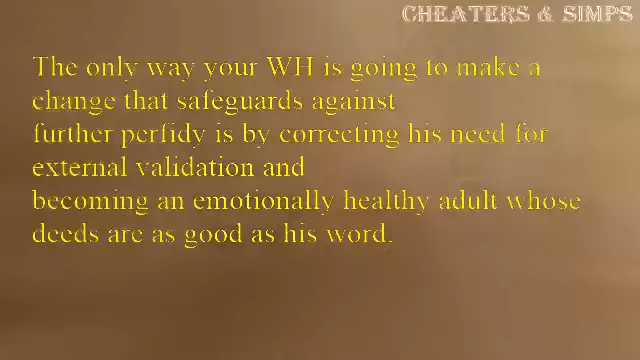 CHEATERS & SIMPS
The only way your WH is going to make a
change that safeguards against
further perfidy is by correcting his need for
external validation and
becoming an emotionally healthy adult whose
deeds are as good as his word.